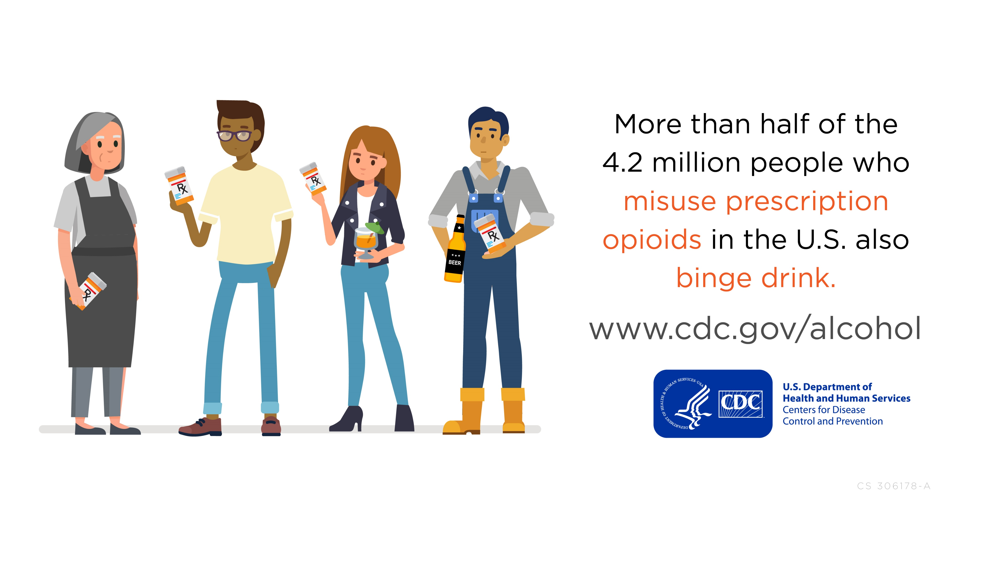 More than half of the
4.2 million people who
misuse prescription
opioids in the U.S. also
binge drink.
www.cdc.gov/alcohol
Rx
Rx
Rx
Rx
BEER
DEPARTMENT OF HEALTH & HUMAN SERVICES·USA
CDC
U.S. Department of
Health and Human Services
Centers for Disease
Control and Prevention
CS 306178-A